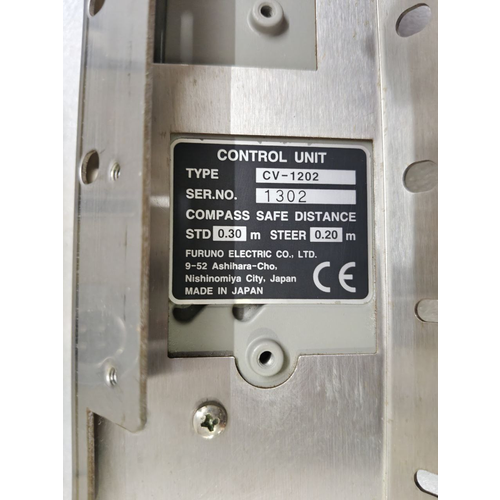 CONTROL UNIT
TYPE CV-1202
SER.NO. 1302
COMPASS SAFE DISTANCE
STD 0.30 m STEER 0.20 m
FURUNO ELECTRIC CO., LTD.
9-52 Ashihara-Cho,
Nishinomiya City, Japan
MADE IN JAPAN
CE